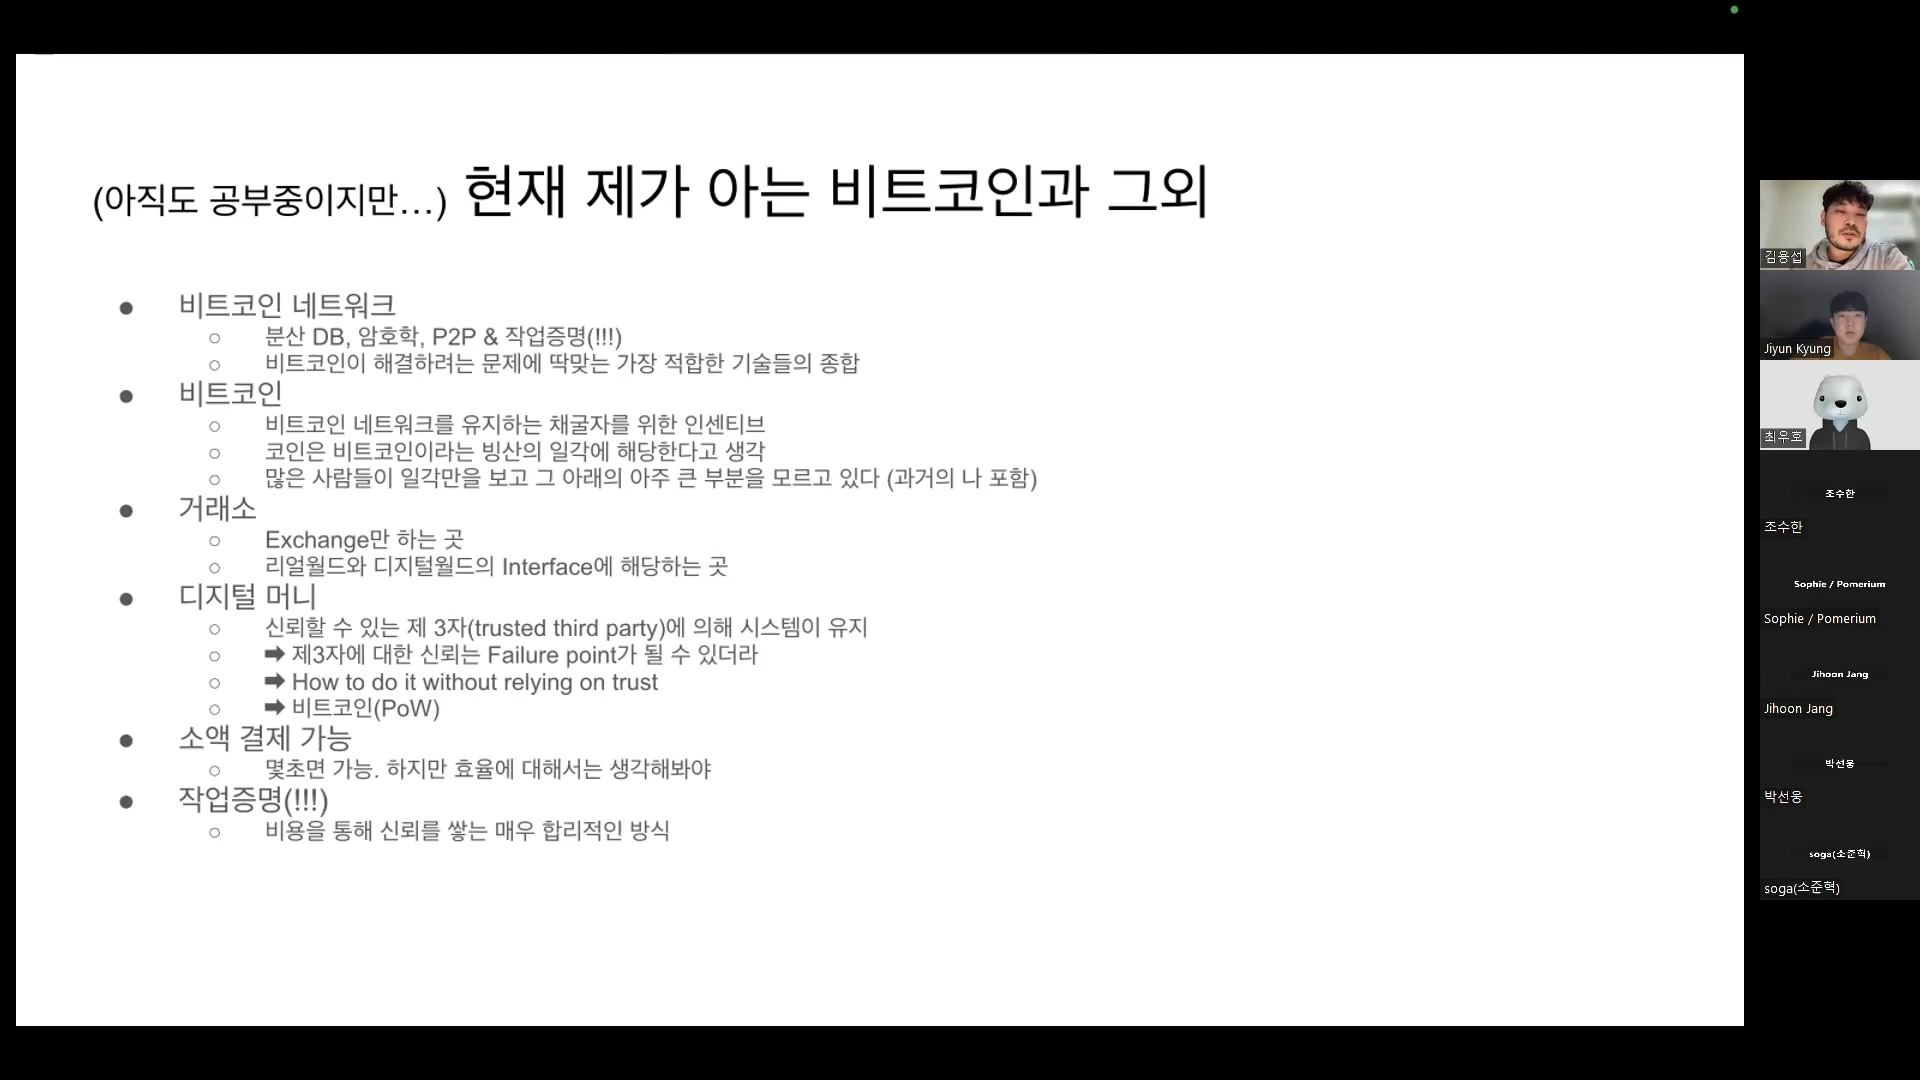 (아직도 공부중이지만...) 현재 제가 아는 비트코인과 그외
● 비트코인 네트워크
○ 분산 DB, 암호학, P2P & 작업증명(!!!)
○ 비트코인이 해결하려는 문제에 딱맞는 가장 적합한 기술들의 종합
● 비트코인
○ 비트코인 네트워크를 유지하는 채굴자를 위한 인센티브
○ 코인은 비트코인이라는 빙산의 일각에 해당한다고 생각
○ 많은 사람들이 일각만을 보고 그 아래의 아주 큰 부분을 모르고 있다 (과거의 나 포함)
● 거래소
○ Exchange만 하는 곳
○ 리얼월드와 디지털월드의 Interface에 해당하는 곳
● 디지털 머니
○ 신뢰할 수 있는 제 3자(trusted third party)에 의해 시스템이 유지
○ ➡ 제3자에 대한 신뢰는 Failure point가 될 수 있더라
○ ➡ How to do it without relying on trust
○ ➡ 비트코인(PoW)
● 소액 결제 가능
○ 몇초면 가능. 하지만 효율에 대해서는 생각해봐야
● 작업증명(!!!)
○ 비용을 통해 신뢰를 쌓는 매우 합리적인 방식
김용섭
Jiyun Kyung
최우호
조수한
조수한
Sophie / Pomerium
Sophie / Pomerium
Jihoon Jang
Jihoon Jang
박선웅
박선웅
soga(소준혁)
soga(소준혁)